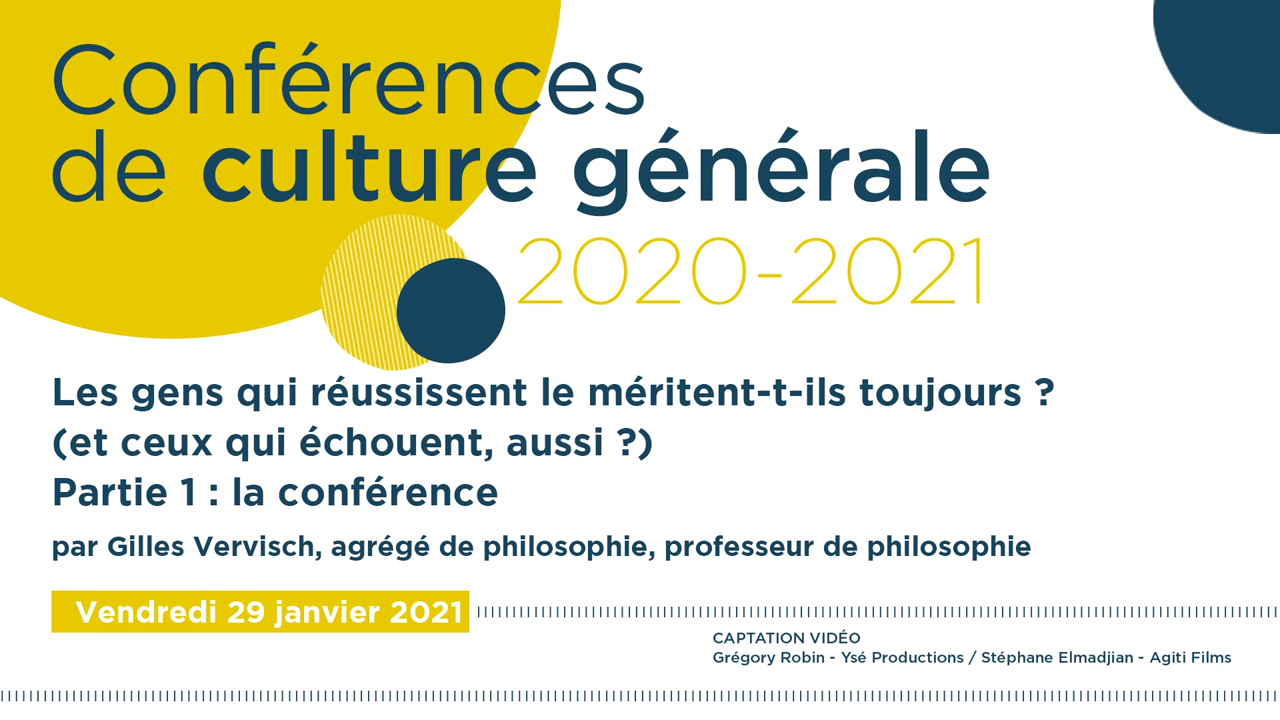 Conférences
de culture générale
2020-2021
Les gens qui réussissent le méritent-t-ils toujours ?
(et ceux qui échouent, aussi ?)
Partie 1 : la conférence
par Gilles Vervisch, agrégé de philosophie, professeur de philosophie
Vendredi 29 janvier 2021
CAPTATION VIDÉO
Grégory Robin - Ysé Productions / Stéphane Elmadjian - Agiti Films